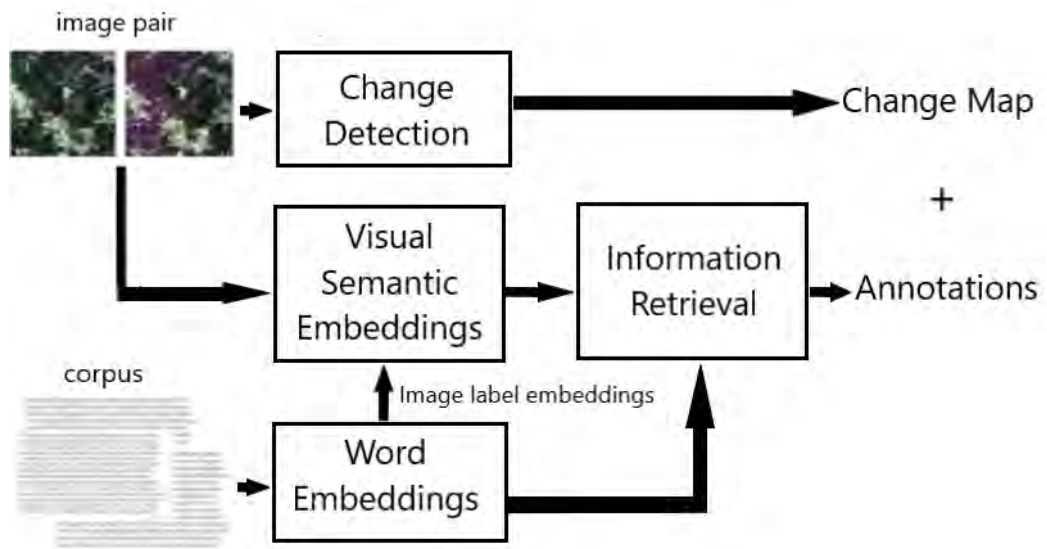 image pair
Change
Detection
Change Map
+
Visual
Semantic
Embeddings
Information
Retrieval
Annotations
corpus
Image label embeddings
Word
Embeddings